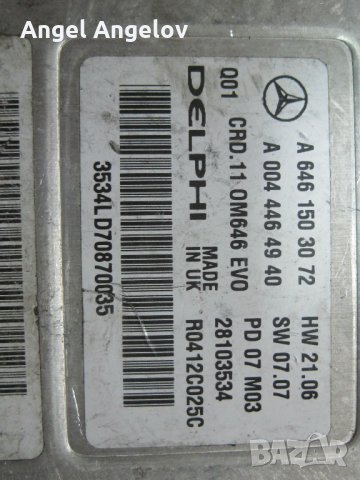 Angel Angelov
A 646 150 30 72 HW 21.06
A 004 446 49 40 SW 07.07
Q01 CRD.11 OM646 EVO PD 07 M03
DELPHI MADE IN UK 28103534
R0412C025C
3534LD70870035
BAZAR